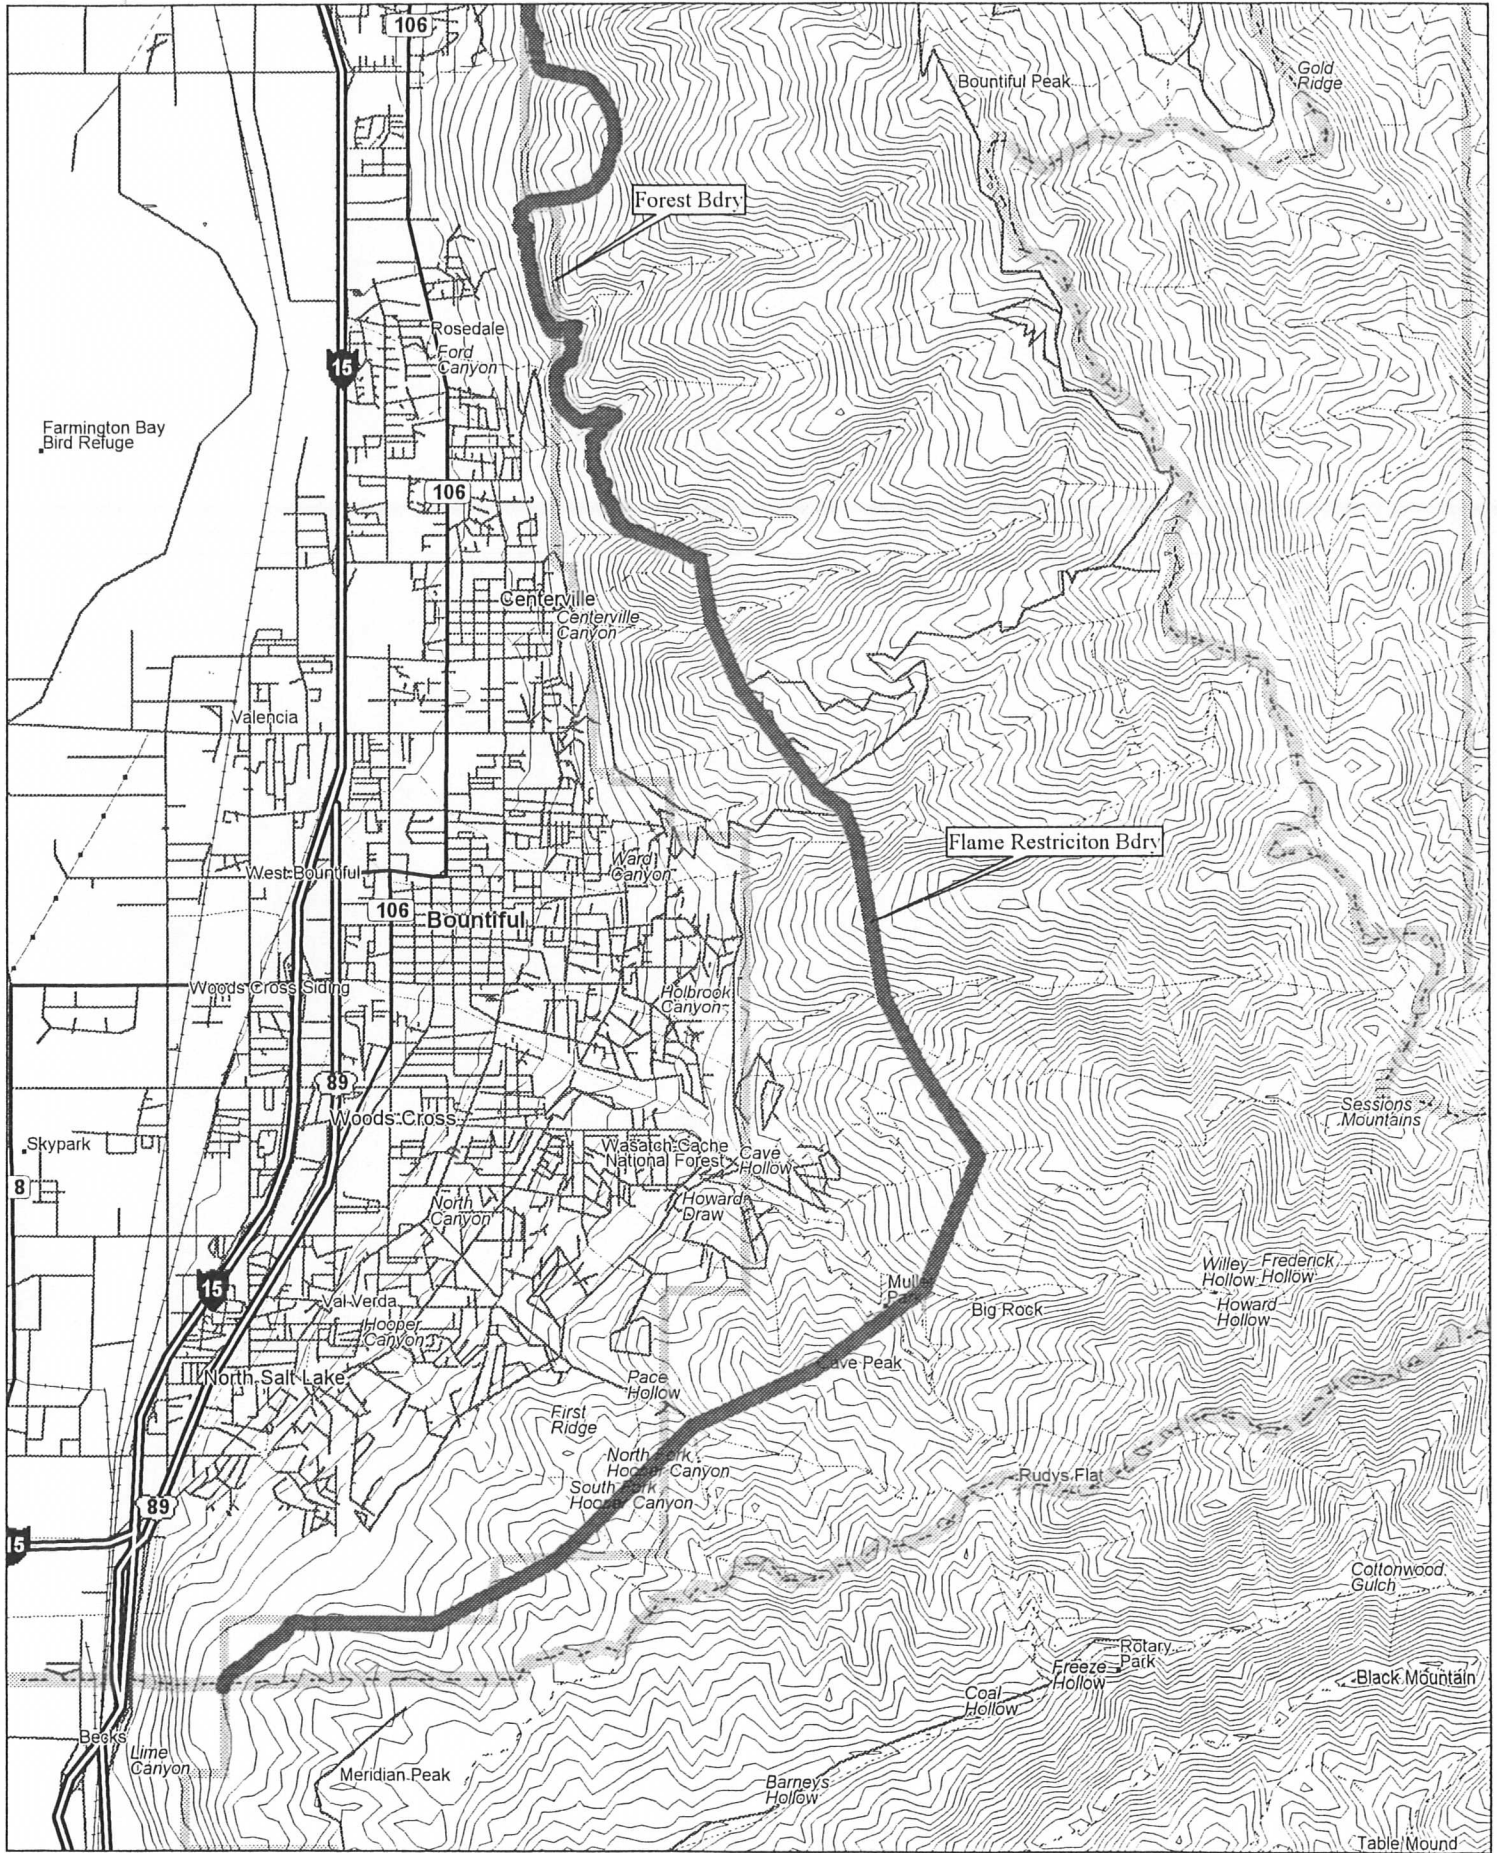 106
Bountiful Peak
Gold
Ridge
Forest Bdry
Rosedale
Ford
Canyon
15
Farmington Bay
Bird Refuge
106
Centerville
Centerville
Canyon
Valencia
Flame Restriciton Bdry
Ward
Canyon
West Bountiful
106
Bountiful
Woods Cross Siding
Holbrook
Canyon
89
Woods Cross
Sessions
Mountains
Skypark
Wasatch-Cache
National Forest
Cave
Hollow
8
North
Canyon
Howard
Draw
15
Willey
Hollow
Frederick
Hollow
Howard
Hollow
Val Verda
Hooper
Canyon
Big Rock
Peak
North Salt Lake
Pace
Hollow
First
Ridge
North Fork
Canyon
South Fork
Canyon
Rudys Flat
89
15
Cottonwood
Gulch
Rotary
Park
Freeze
Hollow
Black Mountain
Coal
Hollow
Becks
Lime
Canyon
Meridian Peak
Barneys
Hollow
Table Mound